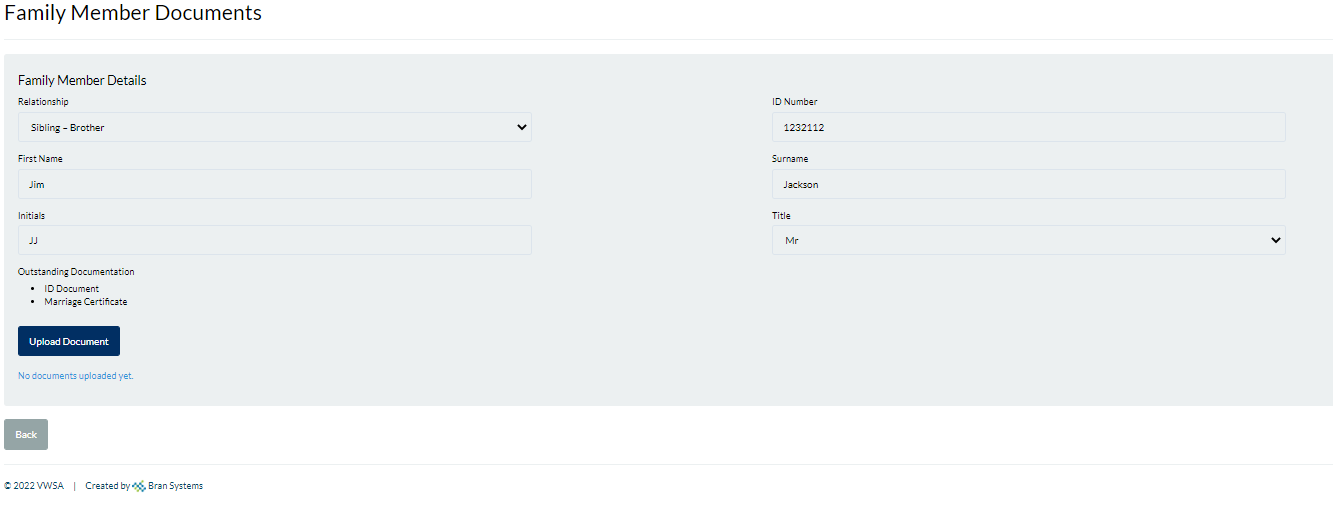 Family Member Documents
Family Member Details
Relationship
ID Number
Sibling – Brother
1232112
First Name
Surname
Jim
Jackson
Initials
Title
JJ
Mr
Outstanding Documentation
• ID Document
• Marriage Certificate
Upload Document
No documents uploaded yet.
Back
© 2022 VWSA | Created by Bran Systems